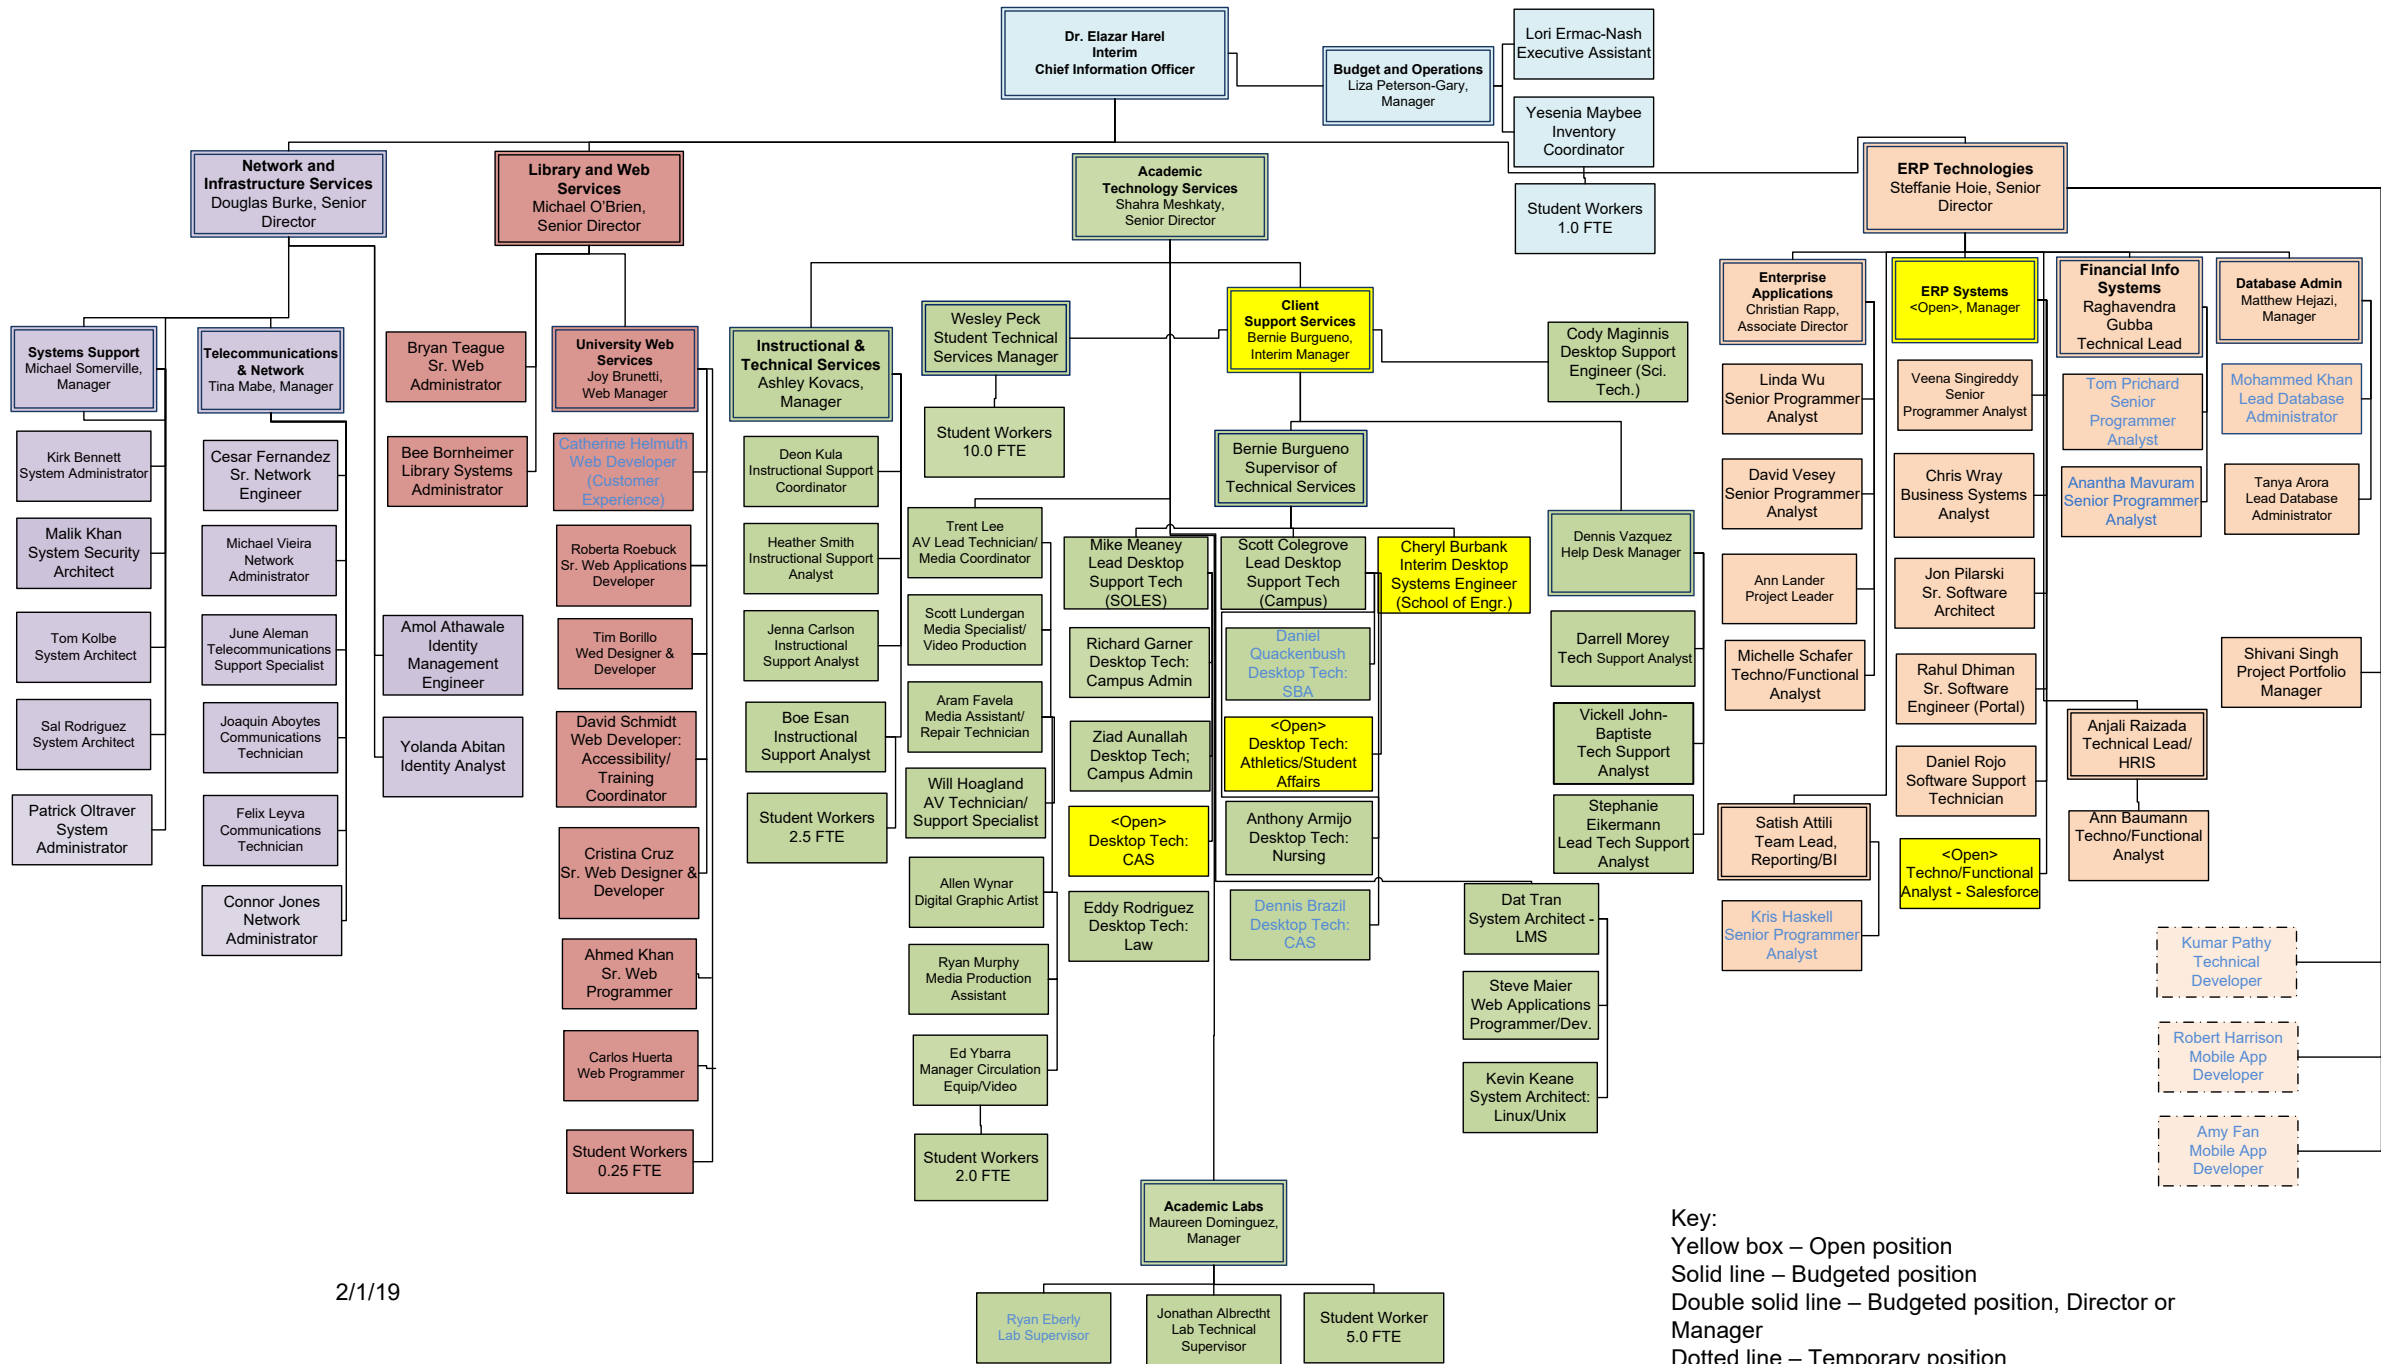 Dr. Elazar Harel
Interim
Chief Information Officer
Budget and Operations
Liza Peterson-Gary,
Manager
Lori Ermac-Nash
Executive Assistant
Yesenia Maybee
Inventory
Coordinator
Student Workers
1.0 FTE
Network and
Infrastructure Services
Douglas Burke, Senior
Director
Library and Web
Services
Michael O'Brien,
Senior Director
Academic
Technology Services
Shahra Meshkaty,
Senior Director
ERP Technologies
Steffanie Hoie, Senior
Director
Systems Support
Michael Somerville,
Manager
Kirk Bennett
System Administrator
Malik Khan
System Security
Architect
Tom Kolbe
System Architect
Sal Rodriguez
System Architect
Patrick Oltraver
System
Administrator
Telecommunications
& Network
Tina Mabe, Manager
Cesar Fernandez
Sr. Network
Engineer
Michael Vieira
Network
Administrator
June Aleman
Telecommunications
Support Specialist
Joaquin Aboytes
Communications
Technician
Felix Leyva
Communications
Technician
Connor Jones
Network
Administrator
Amol Athawale
Identity
Management
Engineer
Yolanda Abitan
Identity Analyst
Bryan Teague
Sr. Web
Administrator
Bee Bornheimer
Library Systems
Administrator
University Web
Services
Joy Brunetti,
Web Manager
Catherine Helmuth
Web Developer
(Customer
Experience)
Roberta Roebuck
Sr. Web Applications
Developer
Tim Borillo
Wed Designer &
Developer
David Schmidt
Web Developer:
Accessibility/
Training
Coordinator
Cristina Cruz
Sr. Web Designer &
Developer
Ahmed Khan
Sr. Web
Programmer
Carlos Huerta
Web Programmer
Student Workers
0.25 FTE
Instructional &
Technical Services
Ashley Kovacs,
Manager
Deon Kula
Instructional Support
Coordinator
Heather Smith
Instructional Support
Analyst
Jenna Carlson
Instructional
Support Analyst
Boe Esan
Instructional
Support Analyst
Student Workers
2.5 FTE
Wesley Peck
Student Technical
Services Manager
Student Workers
10.0 FTE
Client
Support Services
Bernie Burgueno,
Interim Manager
Cody Maginnis
Desktop Support
Engineer (Sci.
Tech.)
Bernie Burgueno
Supervisor of
Technical Services
Trent Lee
AV Lead Technician/
Media Coordinator
Scott Lundergan
Media Specialist/
Video Production
Aram Favela
Media Assistant/
Repair Technician
Will Hoagland
AV Technician/
Support Specialist
Allen Wynar
Digital Graphic Artist
Ryan Murphy
Media Production
Assistant
Ed Ybarra
Manager Circulation
Equip/Video
Student Workers
2.0 FTE
Mike Meaney
Lead Desktop
Support Tech
(SOLES)
Richard Garner
Desktop Tech:
Campus Admin
Ziad Aunallah
Desktop Tech;
Campus Admin
<Open>
Desktop Tech:
CAS
Eddy Rodriguez
Desktop Tech:
Law
Scott Colegrove
Lead Desktop
Support Tech
(Campus)
Daniel
Quackenbush
Desktop Tech:
SBA
<Open>
Desktop Tech:
Athletics/Student
Affairs
Anthony Armijo
Desktop Tech:
Nursing
Dennis Brazil
Desktop Tech:
CAS
Cheryl Burbank
Interim Desktop
Systems Engineer
(School of Engr.)
Dennis Vazquez
Help Desk Manager
Darrell Morey
Tech Support Analyst
Vickell John-
Baptiste
Tech Support
Analyst
Stephanie
Eikermann
Lead Tech Support
Analyst
Dat Tran
System Architect -
LMS
Steve Maier
Web Applications
Programmer/Dev.
Kevin Keane
System Architect:
Linux/Unix
Academic Labs
Maureen Dominguez,
Manager
Ryan Eberly
Lab Supervisor
Jonathan Albrectht
Lab Technical
Supervisor
Student Worker
5.0 FTE
Enterprise
Applications
Christian Rapp,
Associate Director
Linda Wu
Senior Programmer
Analyst
David Vesey
Senior Programmer
Analyst
Ann Lander
Project Leader
Michelle Schafer
Techno/Functional
Analyst
Satish Attili
Team Lead,
Reporting/BI
Kris Haskell
Senior Programmer
Analyst
ERP Systems
<Open>, Manager
Veena Singireddy
Senior
Programmer Analyst
Chris Wray
Business Systems
Analyst
Jon Pilarski
Sr. Software
Architect
Rahul Dhiman
Sr. Software
Engineer (Portal)
Daniel Rojo
Software Support
Technician
<Open>
Techno/Functional
Analyst - Salesforce
Financial Info
Systems
Raghavendra
Gubba
Technical Lead
Tom Prichard
Senior
Programmer
Analyst
Anantha Mavuram
Senior Programmer
Analyst
Anjali Raizada
Technical Lead/
HRIS
Ann Baumann
Techno/Functional
Analyst
Database Admin
Matthew Hejazi,
Manager
Mohammed Khan
Lead Database
Administrator
Tanya Arora
Lead Database
Administrator
Shivani Singh
Project Portfolio
Manager
Kumar Pathy
Technical
Developer
Robert Harrison
Mobile App
Developer
Amy Fan
Mobile App
Developer
2/1/19
Key:
Yellow box – Open position
Solid line – Budgeted position
Double solid line – Budgeted position, Director or
Manager
Dotted line – Temporary position